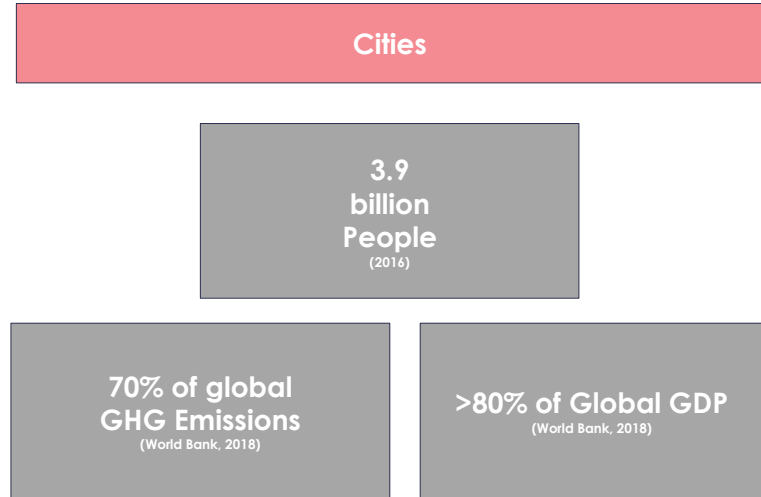 Cities
3.9
billion
People
(2016)
70% of global
GHG Emissions
(World Bank, 2018)
>80% of Global GDP
(World Bank, 2018)